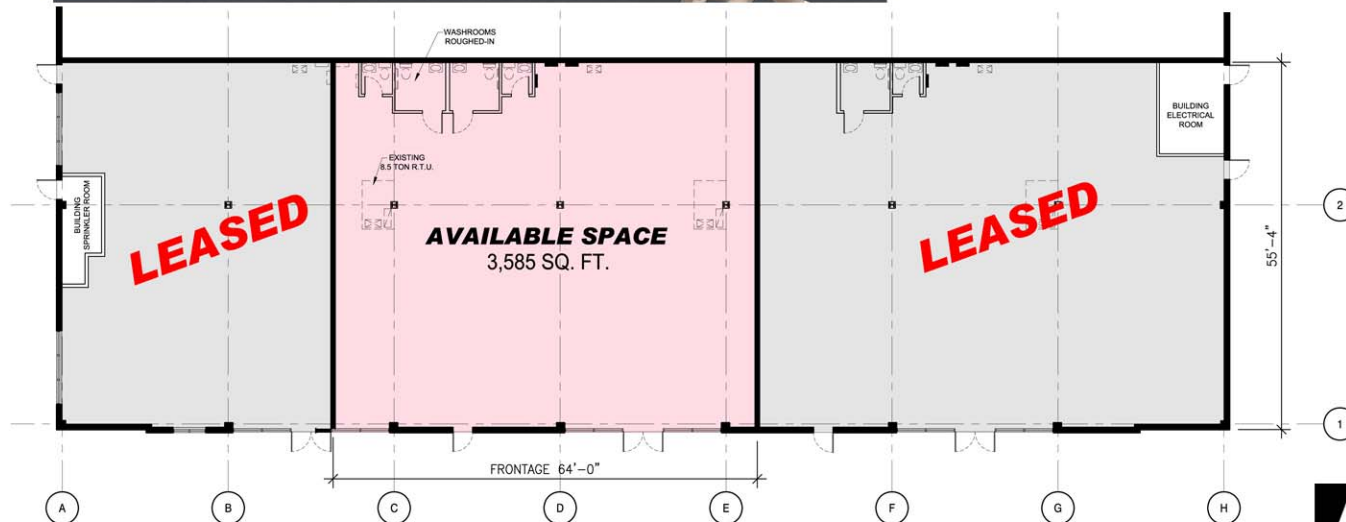 WASHROOMS
ROUGHED-IN
BUILDING
ELECTRICAL
ROOM
EXISTING
8.5 TON R.T.U.
BUILDING
SPRINKLER ROOM
LEASED
AVAILABLE SPACE
3,585 SQ. FT.
LEASED
2
55'-4"
1
FRONTAGE 64'-0"
A
B
C
D
E
F
G
H